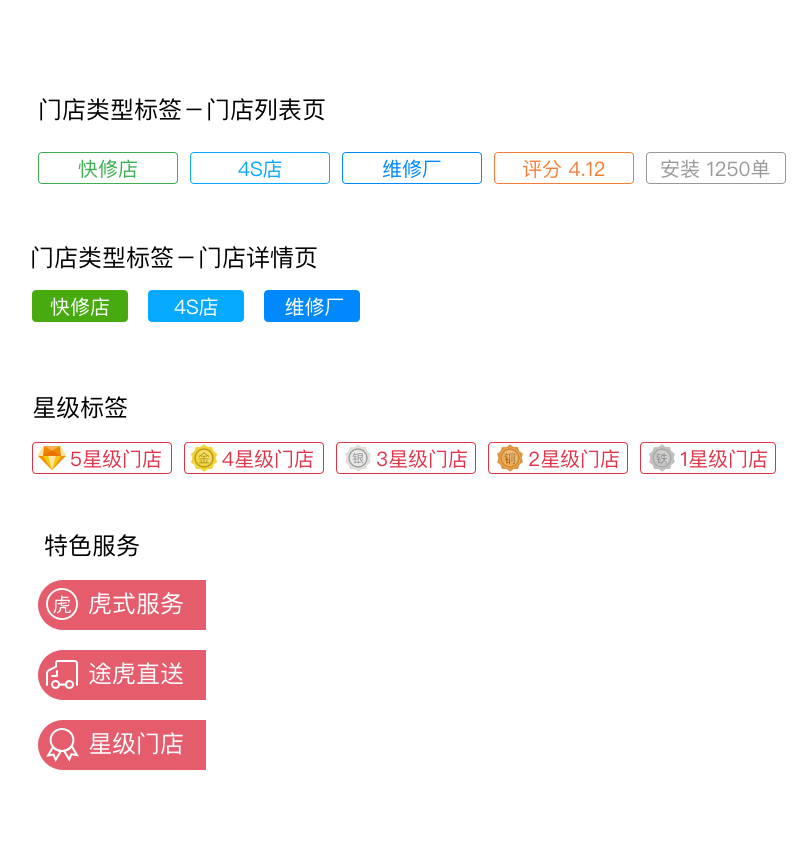 门店类型标签－门店列表页
快修店 4S店 维修厂 评分 4.12 安装 1250单
门店类型标签－门店详情页
快修店 4S店 维修厂
星级标签
5星级门店 金 4星级门店 银 3星级门店 铜 2星级门店 铁 1星级门店
特色服务
虎 虎式服务
途虎直送
星级门店